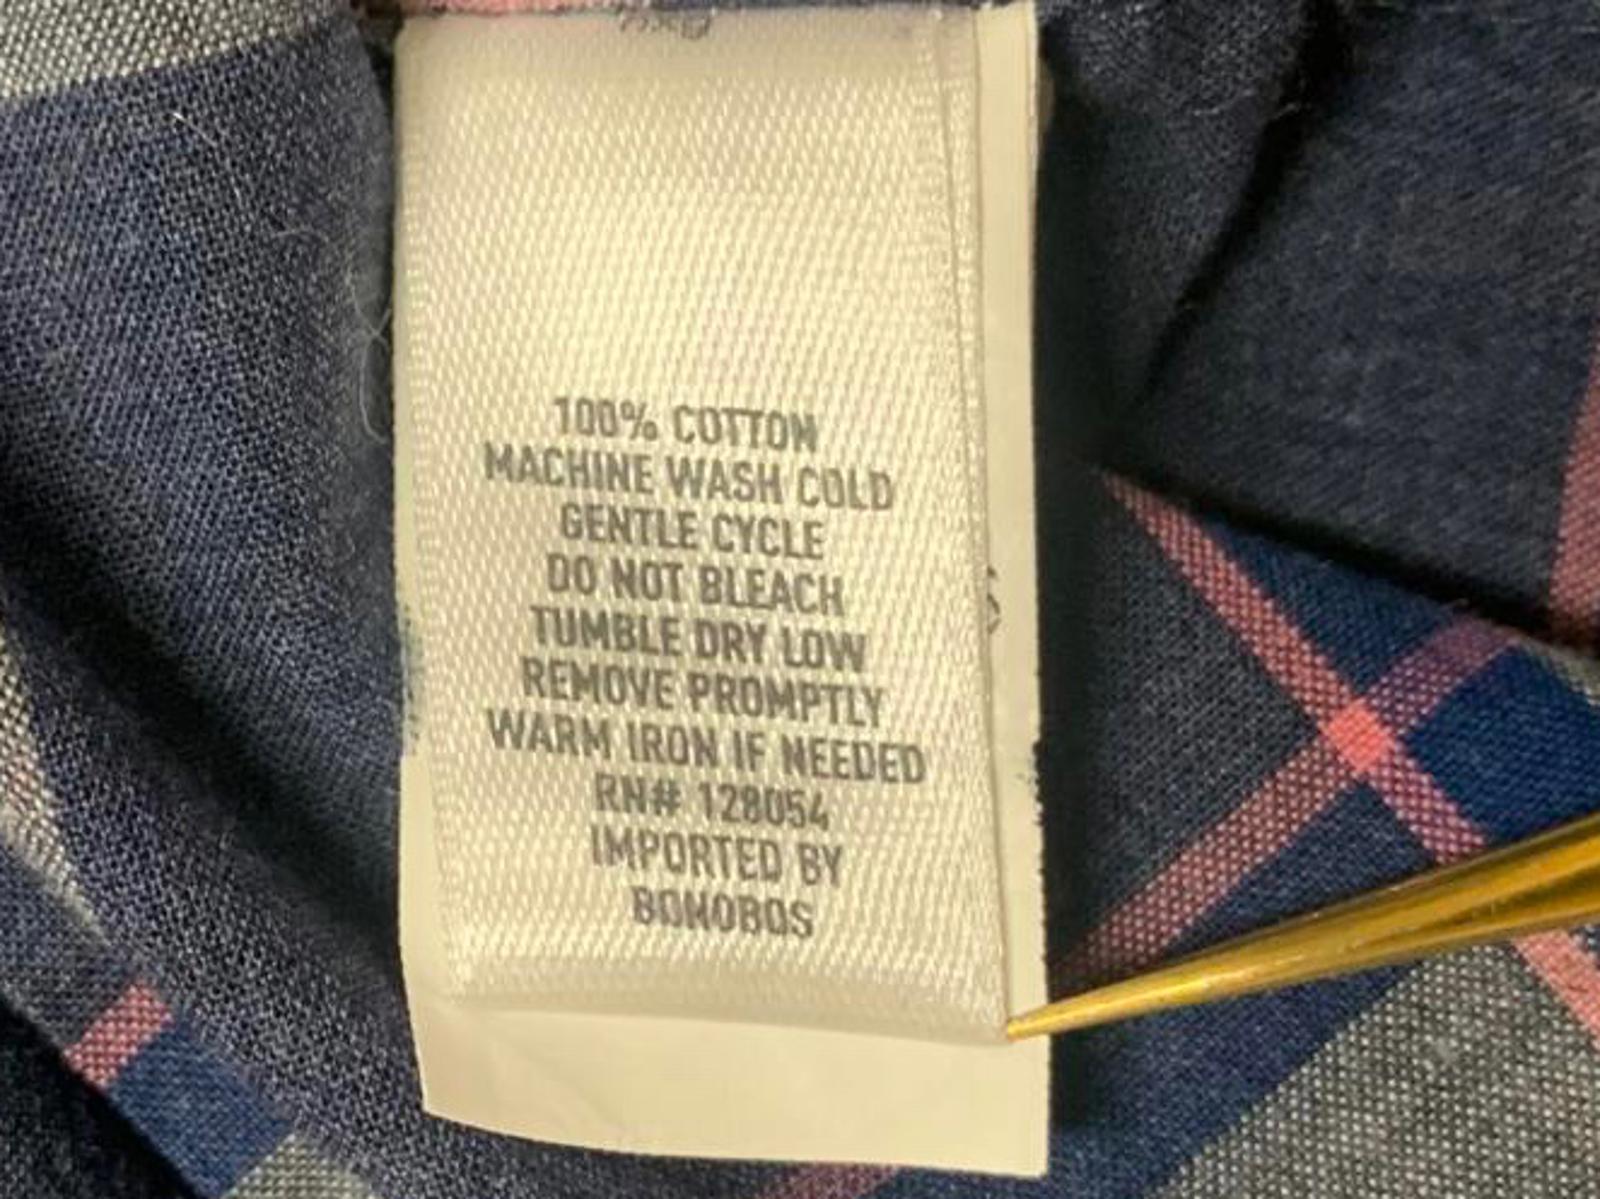 100% COTTON
MACHINE WASH COLD
GENTLE CYCLE
DO NOT BLEACH
TUMBLE DRY LOW
REMOVE PROMPTLY
WARM IRON IF NEEDED
RN# 128054
IMPORTED BY
BONOBOS